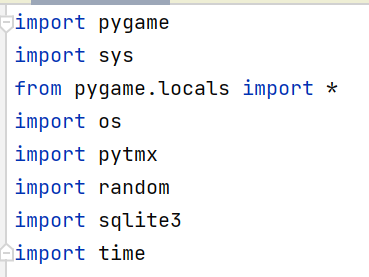 import pygame
import sys
from pygame.locals import *
import os
import pytmx
import random
import sqlite3
import time